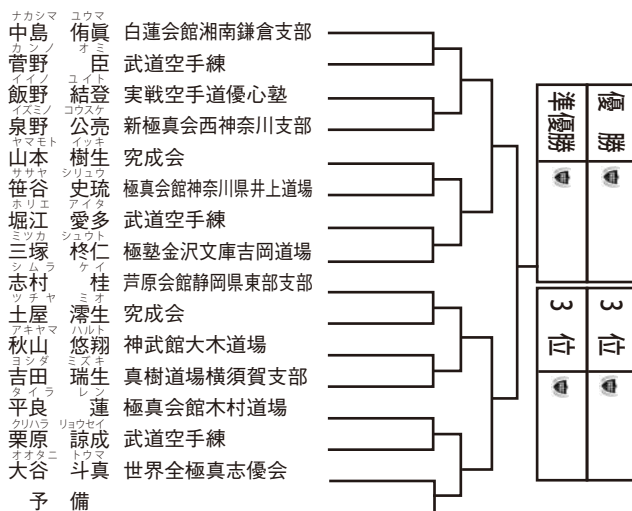 ナカシマ ユウマ
中島 侑眞 白蓮会館湘南鎌倉支部
カンノ オミ
菅野 臣 武道空手練
イイノ ユイト
飯野 結登 実戦空手道優心塾
イズミノ コウスケ
泉野 公亮 新極真会西神奈川支部
ヤマモト イッキ
山本 樹生 究成会
ササヤ シリュウ
笹谷 史琉 極真会館神奈川県井上道場
ホリエ アイタ
堀江 愛多 武道空手練
ミツカ シュウト
三塚 柊仁 極塾金沢文庫吉岡道場
シムラ ケイ
志村 桂 芦原会館静岡県東部支部
ツチヤ ミオ
土屋 澪生 究成会
アキヤマ ハルト
秋山 悠翔 神武館大木道場
ヨシダ ミズキ
吉田 瑞生 真樹道場横須賀支部
タイラ レン
平良 蓮 極真会館木村道場
クリハラ リョウセイ
栗原 諒成 武道空手練
オオタニ トウマ
大谷 斗真 世界全極真志優会
予備
優勝
準優勝
3位
3位